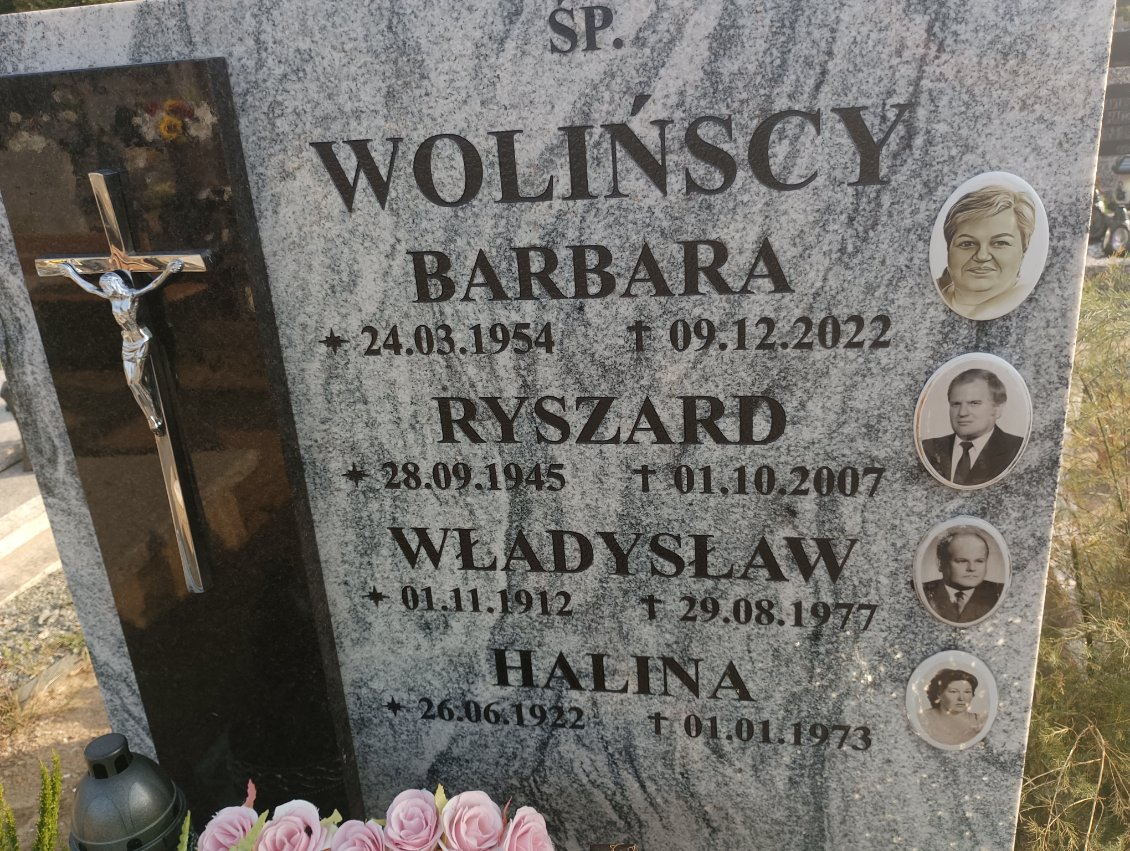 ŚP.
WOLIŃSCY
BARBARA
✶ 24.03.1954 ✝ 09.12.2022
RYSZARD
✶ 28.09.1945 ✝ 01.10.2007
WŁADYSŁAW
✶ 01.11.1912 ✝ 29.08.1977
HALINA
✶ 26.06.1922 ✝ 01.01.1973